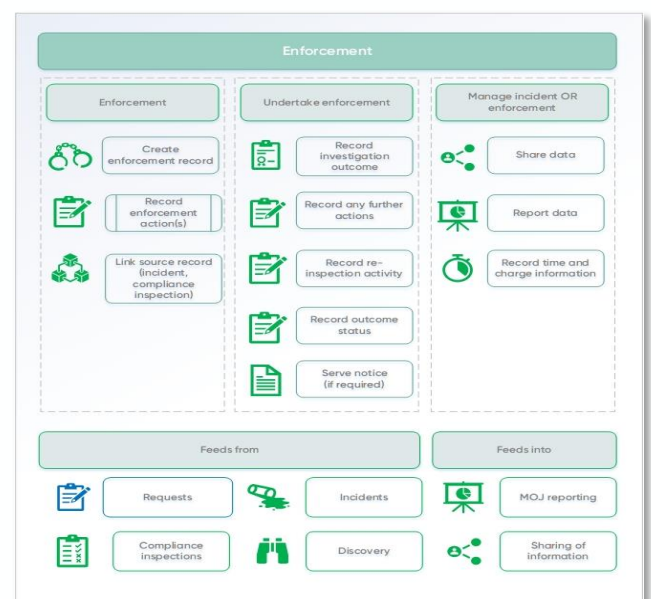 Enforcement
Enforcement
Create
enforcement record
Record
enforcement
action(s)
Link source record
(incident,
compliance
inspection)
Undertake enforcement
Record
investigation
outcome
Record any further
actions
Record re-
inspection activity
Record outcome
status
Serve notice
(if required)
Manage incident OR
enforcement
Share data
Report data
Record time and
charge information
Feeds from
Requests
Incidents
Compliance
inspections
Discovery
Feeds into
MOJ reporting
Sharing of
information